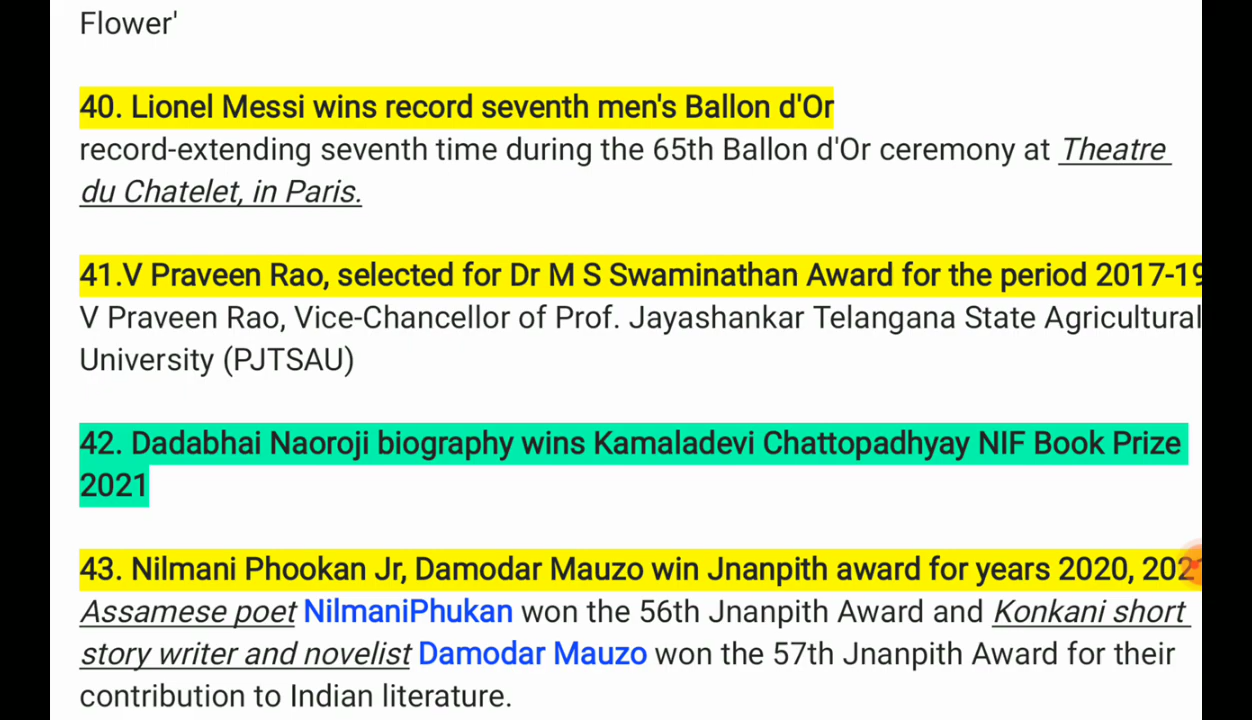 Flower'
40. Lionel Messi wins record seventh men's Ballon d'Or
record-extending seventh time during the 65th Ballon d'Or ceremony at Theatre
du Chatelet, in Paris.
41.V Praveen Rao, selected for Dr M S Swaminathan Award for the period 2017-19
V Praveen Rao, Vice-Chancellor of Prof. Jayashankar Telangana State Agricultural
University (PJTSAU)
42. Dadabhai Naoroji biography wins Kamaladevi Chattopadhyay NIF Book Prize
2021
43. Nilmani Phookan Jr, Damodar Mauzo win Jnanpith award for years 2020,
Assamese poet NilmaniPhukan won the 56th Jnanpith Award and Konkani short
story writer and novelist Damodar Mauzo won the 57th Jnanpith Award for their
contribution to Indian literature.